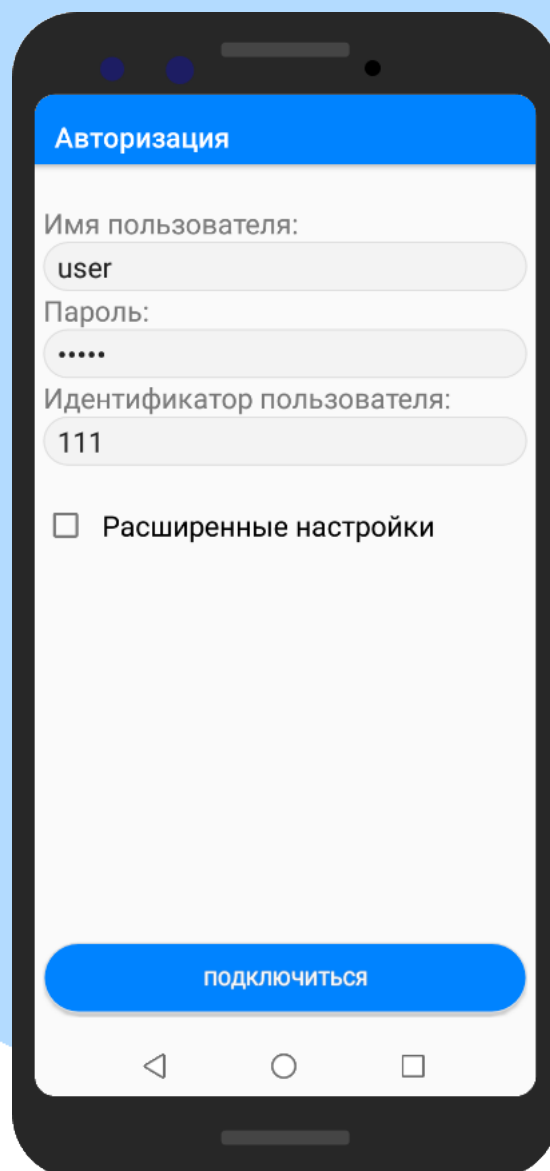 Авторизация
Имя пользователя:
user
Пароль:
•••••
Идентификатор пользователя:
111
Расширенные настройки
ПОДКЛЮЧИТЬСЯ